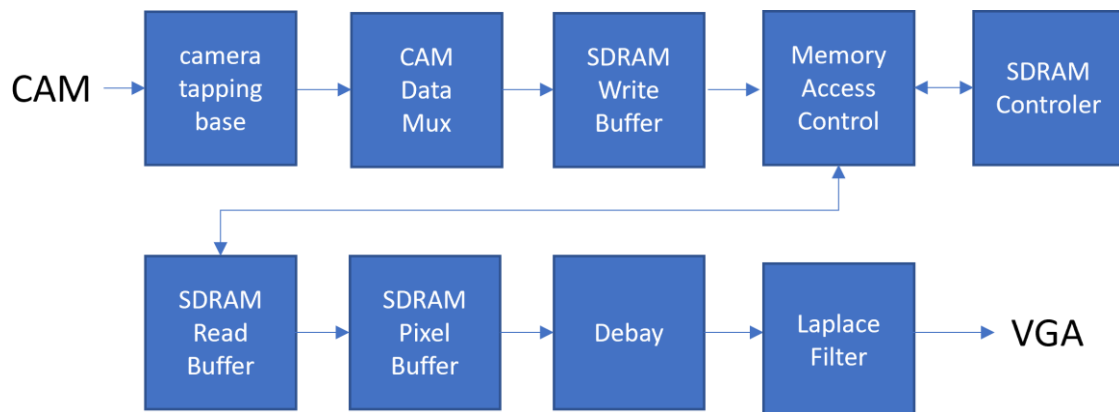 CAM
camera
tapping
base
CAM
Data
Mux
SDRAM
Write
Buffer
Memory
Access
Control
SDRAM
Controler
SDRAM
Read
Buffer
SDRAM
Pixel
Buffer
Debay
Laplace
Filter
VGA